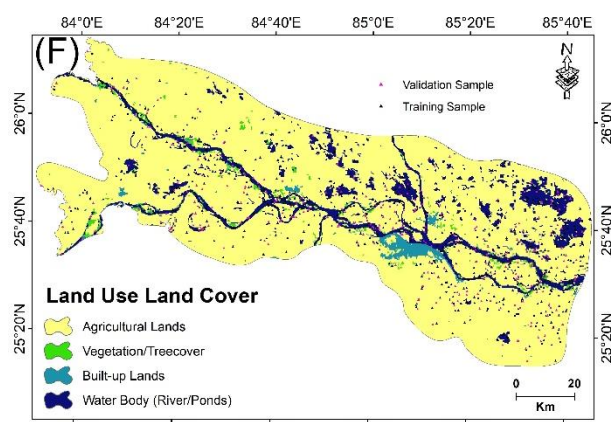 84°0'E 84°20'E 84°40'E 85°0'E 85°20'E 85°40'E
(F)
N
Validation Sample
Training Sample
26°0'N
26°0'N
25°40'N
25°40'N
Land Use Land Cover
Agricultural Lands
25°20'N
25°20'N
Vegetation/Treecover
Built-up Lands
Water Body (River/Ponds)
0 20
Km